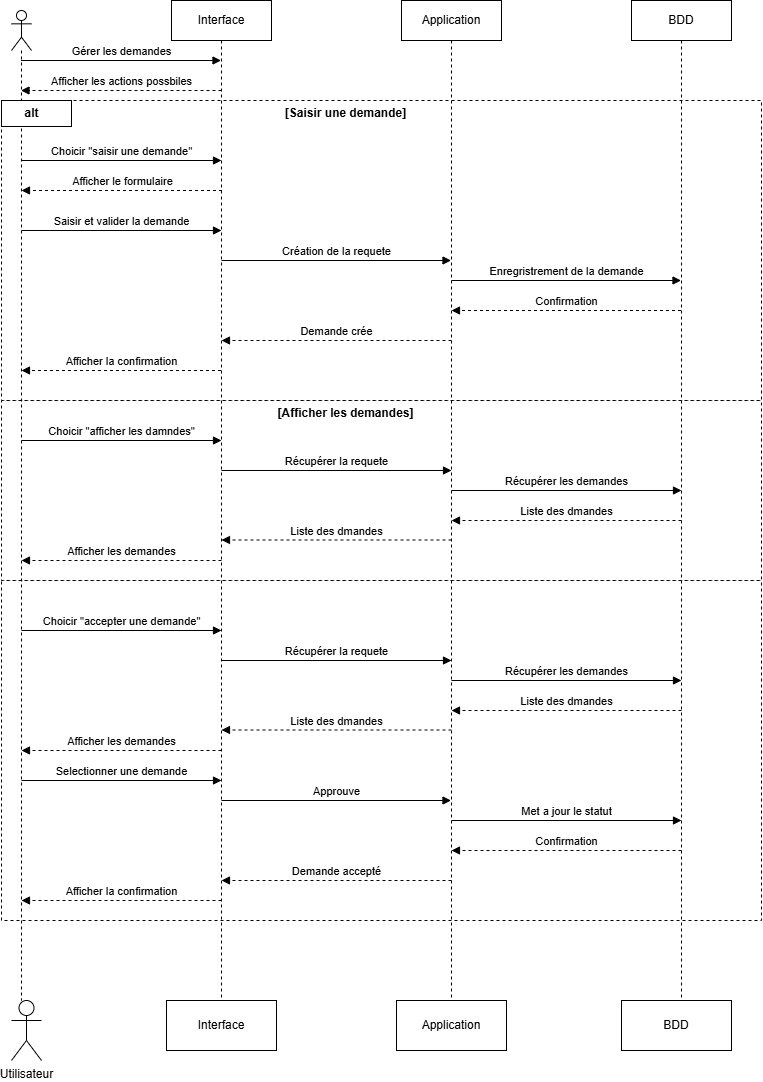 Interface
Application
BDD
Gérer les demandes
Afficher les actions possbiles
alt
[Saisir une demande]
Choicir "saisir une demande"
Afficher le formulaire
Saisir et valider la demande
Création de la requete
Enregristrement de la demande
Confirmation
Demande crée
Afficher la confirmation
[Afficher les demandes]
Choicir "afficher les damndes"
Récupérer la requete
Récupérer les demandes
Liste des dmandes
Liste des dmandes
Afficher les demandes
Choicir "accepter une demande"
Récupérer la requete
Récupérer les demandes
Liste des dmandes
Liste des dmandes
Afficher les demandes
Selectionner une demande
Approuve
Met a jour le statut
Confirmation
Demande accepté
Afficher la confirmation
Interface
Application
BDD
Utilisateur